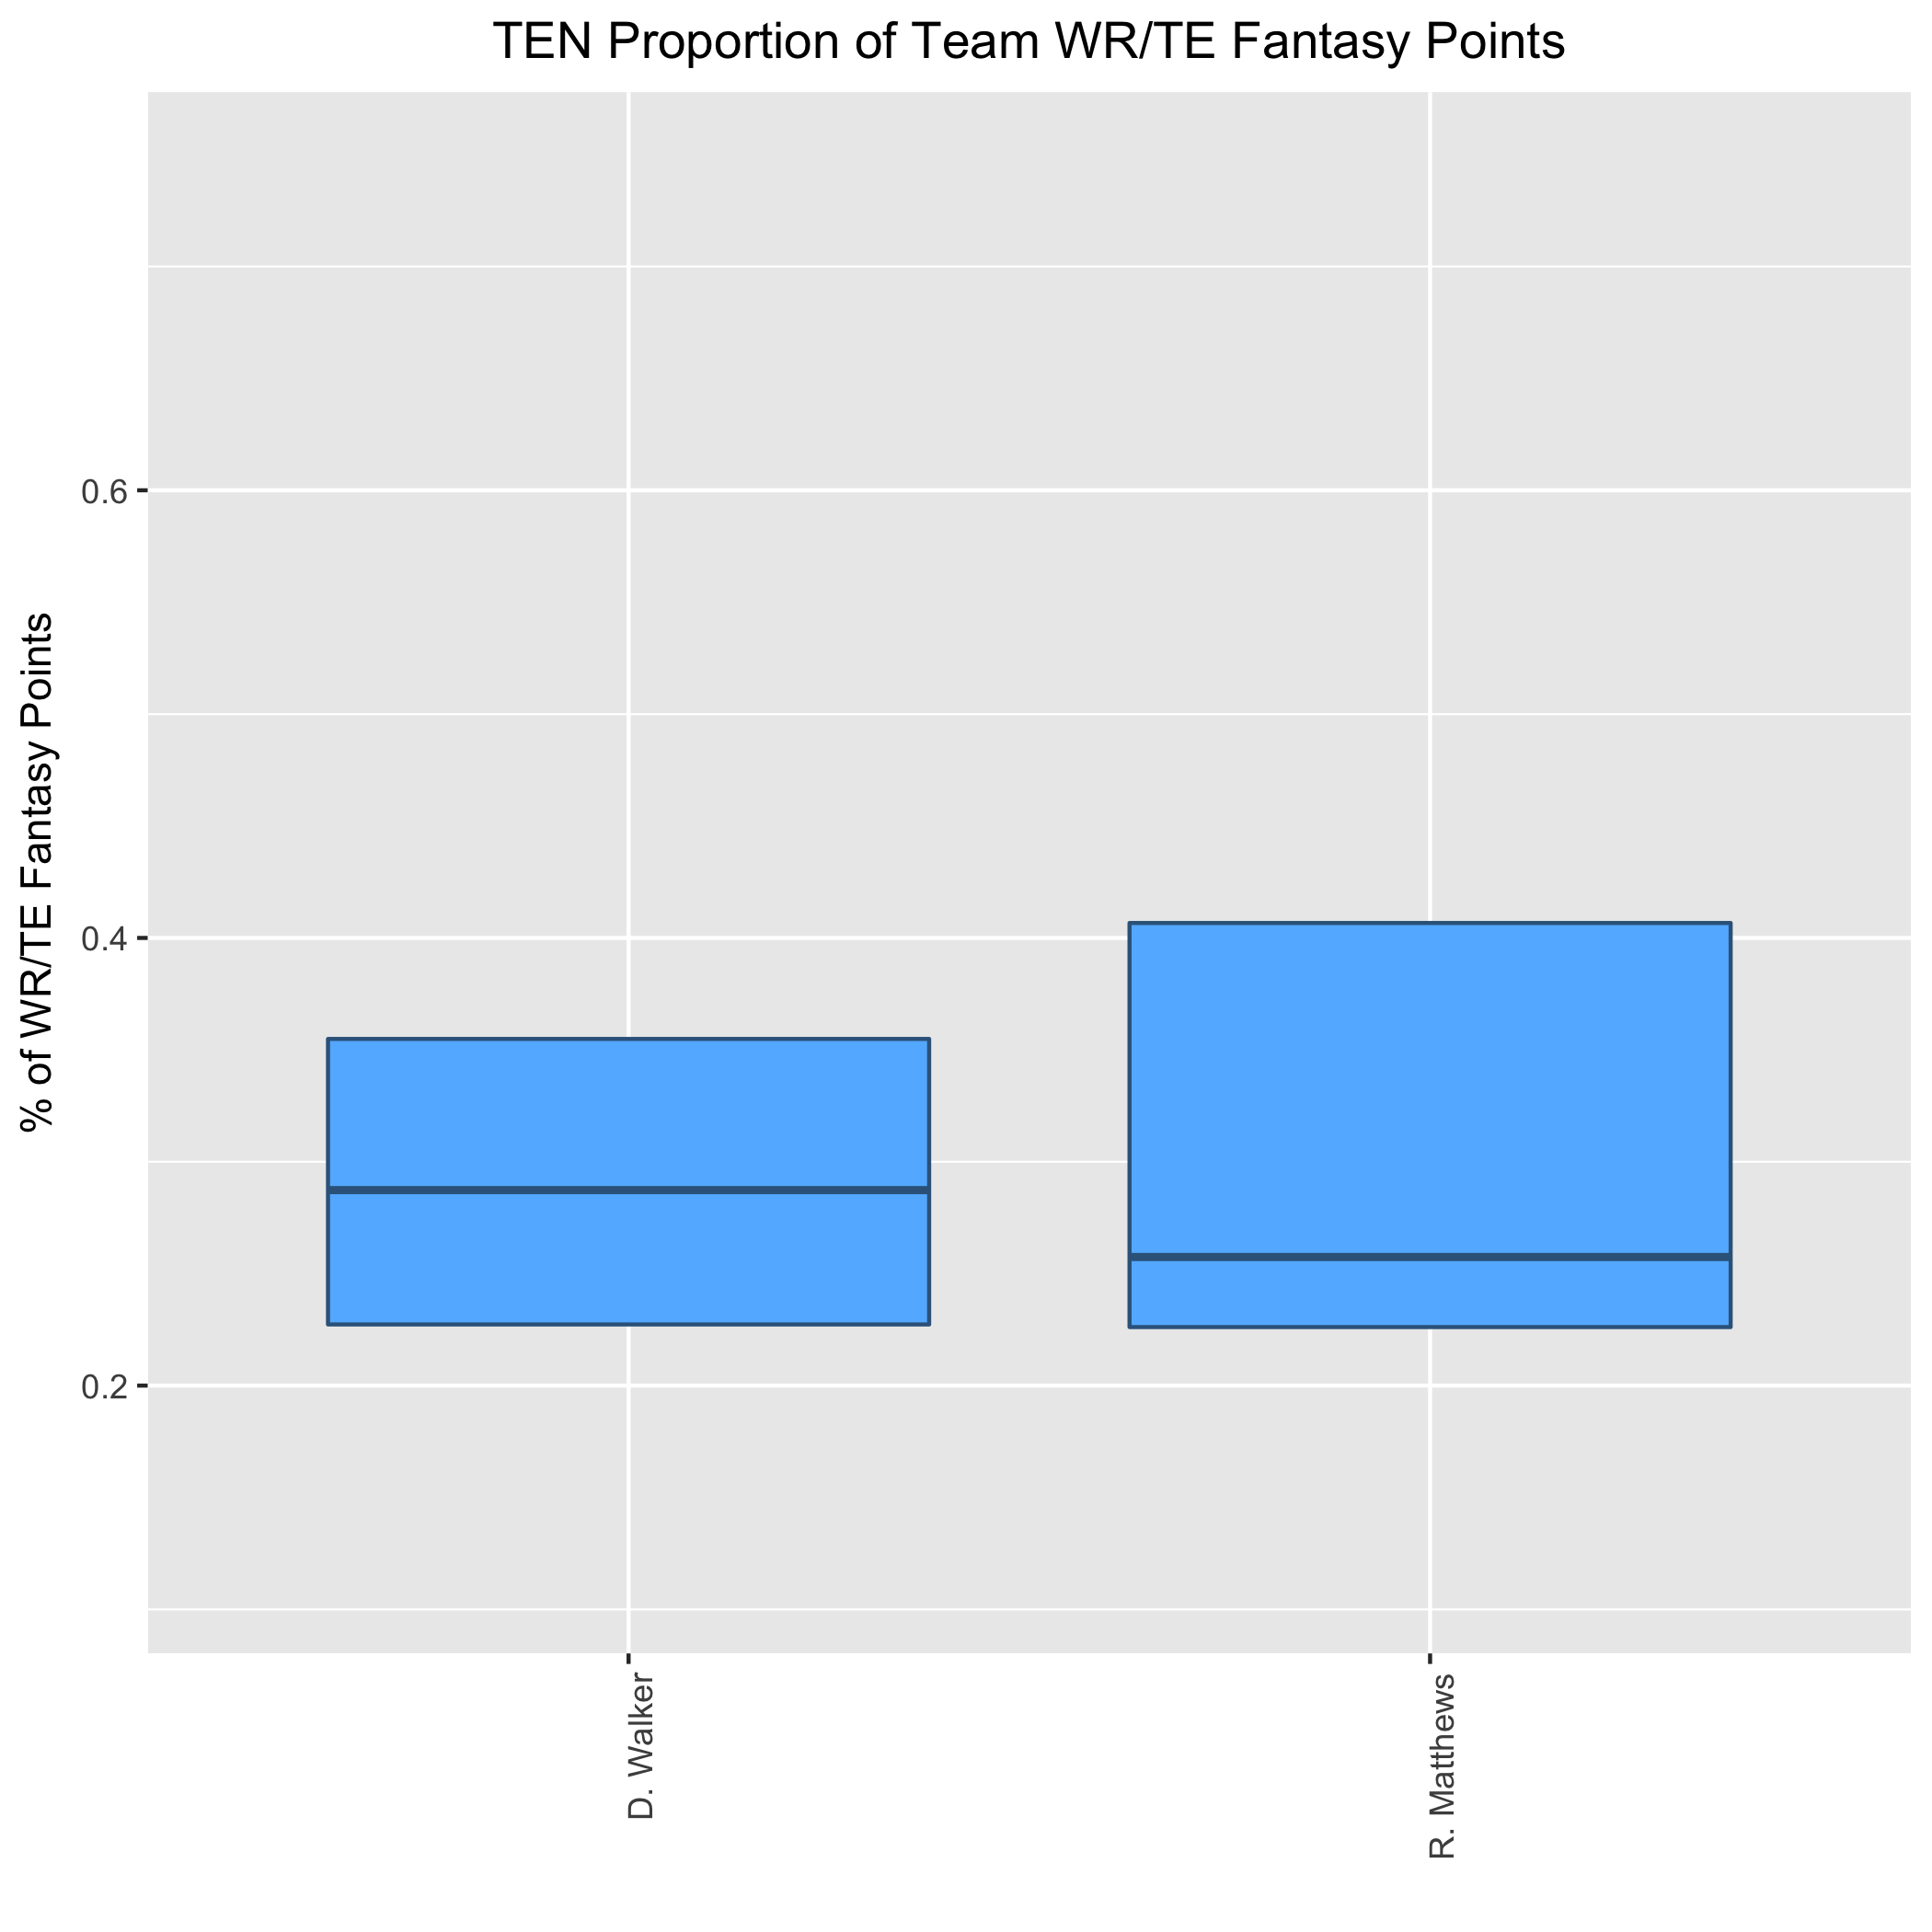 TEN Proportion of Team WR/TE Fantasy Points
% of WR/TE Fantasy Points
0.6
0.4
0.2
D. Walker
R. Matthews